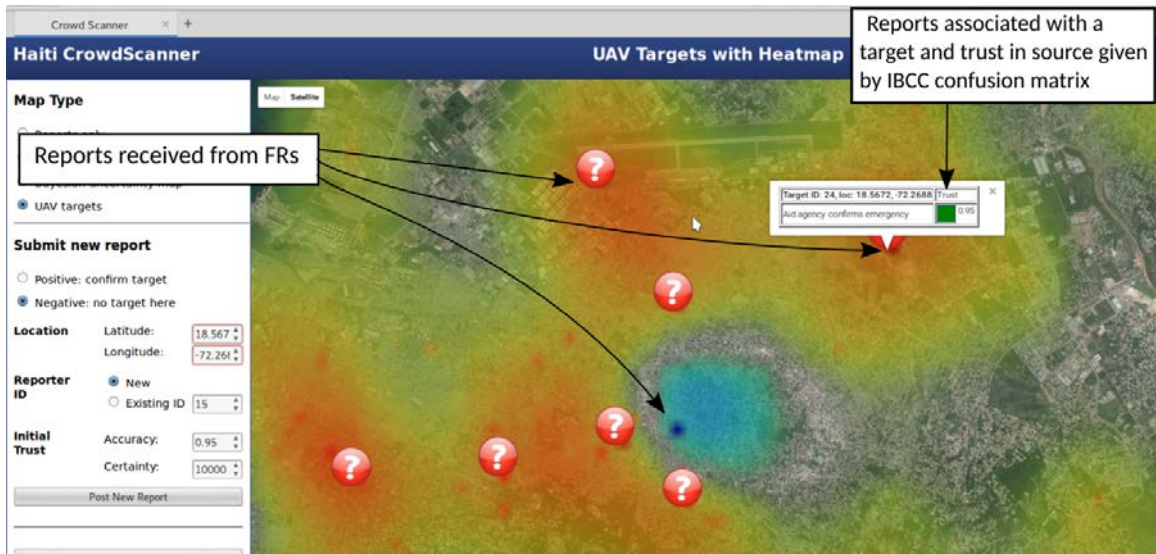 Crowd Scanner × +
Haiti CrowdScanner
UAV Targets with Heatmap
Reports associated with a
target and trust in source given
by IBCC confusion matrix
Map Type
Reports received from FRs
UAV targets
Submit new report
Positive: confirm target
Negative: no target here
Location Latitude: 18.567
Longitude: -72.268
Reporter New
ID Existing ID 15
Initial Accuracy: 0.95
Trust Certainty: 10000
Post New Report
Map Satellite
Target ID: 24, loc: 18.5672, -72.2688 Trust
Aid agency confirms emergency 0.95
×
?
?
?
?
?
?